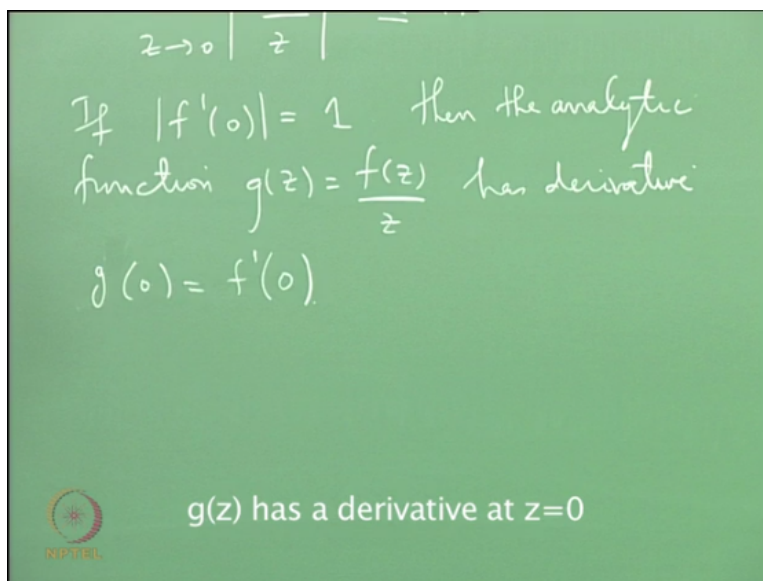 z→0 | z |
If |f'(0)| = 1 then the analytic
function g(z) = f(z)/z has derivative
g(0) = f'(0).
g(z) has a derivative at z=0
NPTEL